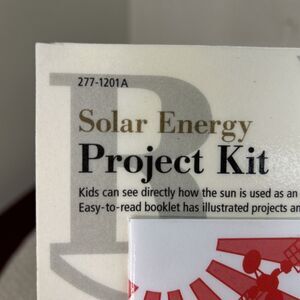 277-1201A
Solar Energy
Project Kit
Kids can see directly how the sun is used as an
Easy-to-read booklet has illustrated projects an